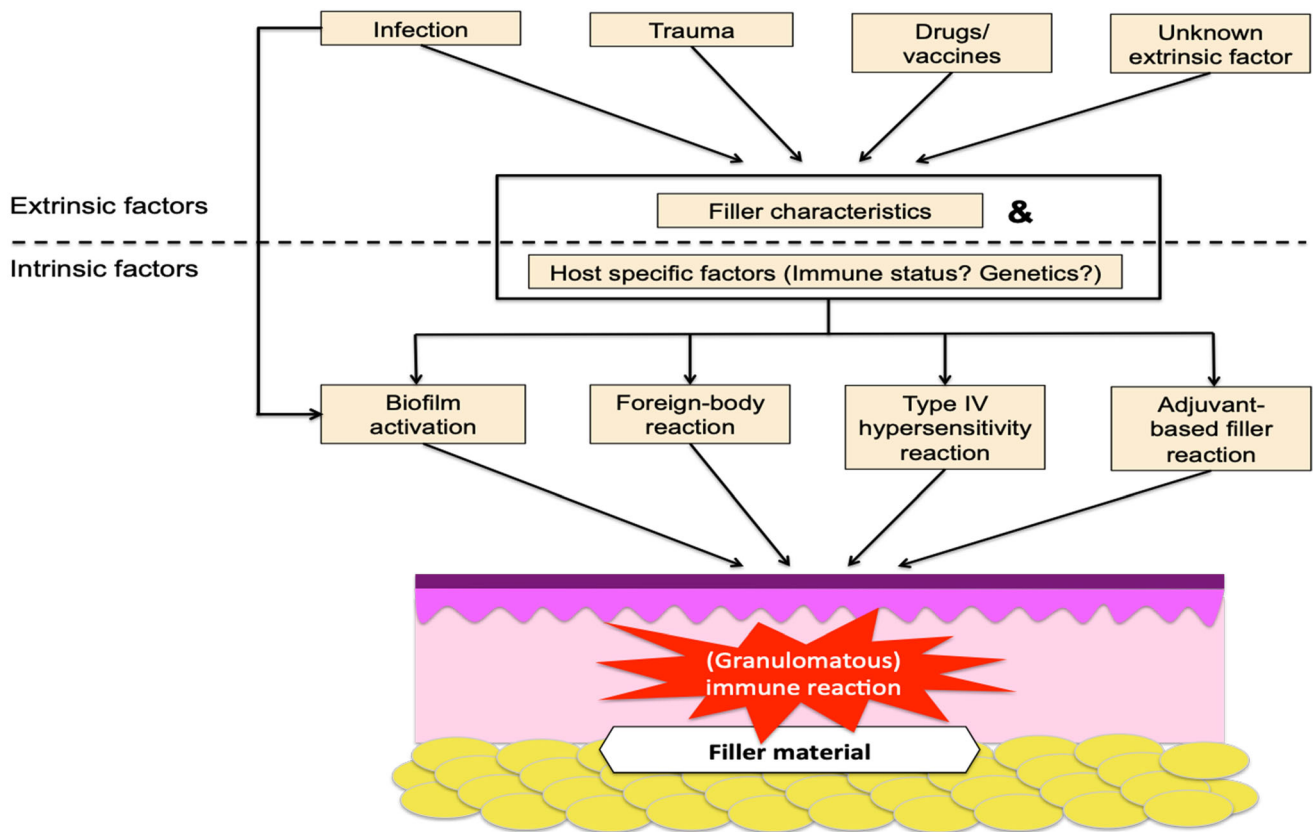 Infection
Trauma
Drugs/
vaccines
Unknown
extrinsic factor
Extrinsic factors
Filler characteristics
&
Intrinsic factors
Host specific factors (Immune status? Genetics?)
Biofilm
activation
Foreign-body
reaction
Type IV
hypersensitivity
reaction
Adjuvant-
based filler
reaction
(Granulomatous)
immune reaction
Filler material